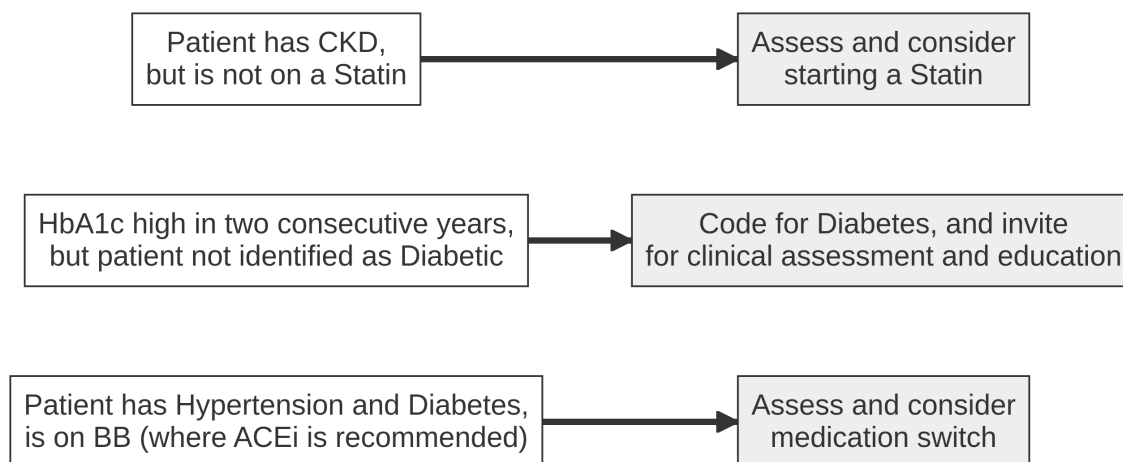 Patient has CKD,
but is not on a Statin
Assess and consider
starting a Statin
HbA1c high in two consecutive years,
but patient not identified as Diabetic
Code for Diabetes, and invite
for clinical assessment and education
Patient has Hypertension and Diabetes,
is on BB (where ACEi is recommended)
Assess and consider
medication switch